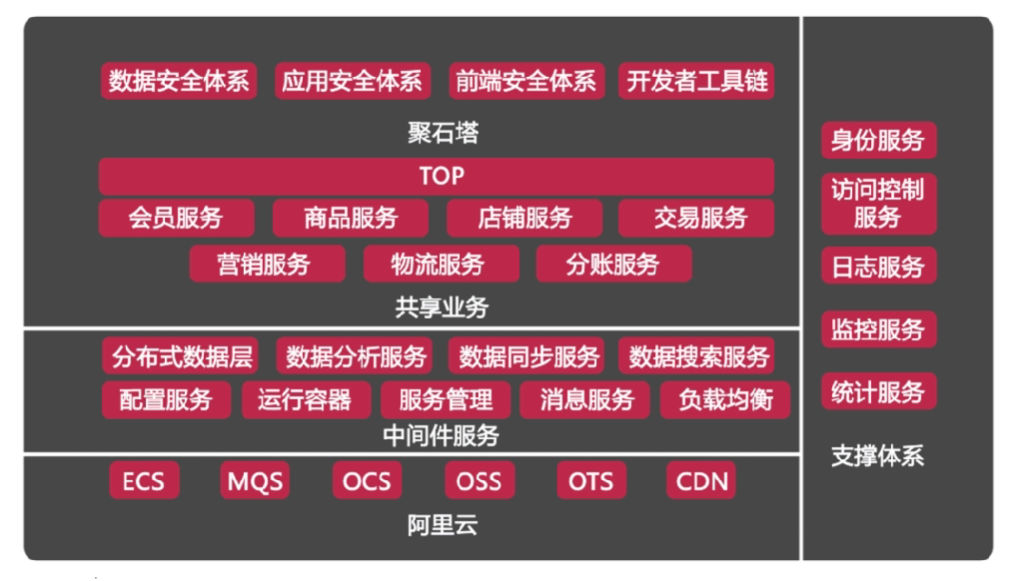 数据安全体系 应用安全体系 前端安全体系 开发者工具链
聚石塔
TOP
会员服务 商品服务 店铺服务 交易服务
营销服务 物流服务 分账服务
共享业务
分布式数据层 数据分析服务 数据同步服务 数据搜索服务
配置服务 运行容器 服务管理 消息服务 负载均衡
中间件服务
ECS MQS OCS OSS OTS CDN
阿里云
身份服务
访问控制
服务
日志服务
监控服务
统计服务
支撑体系